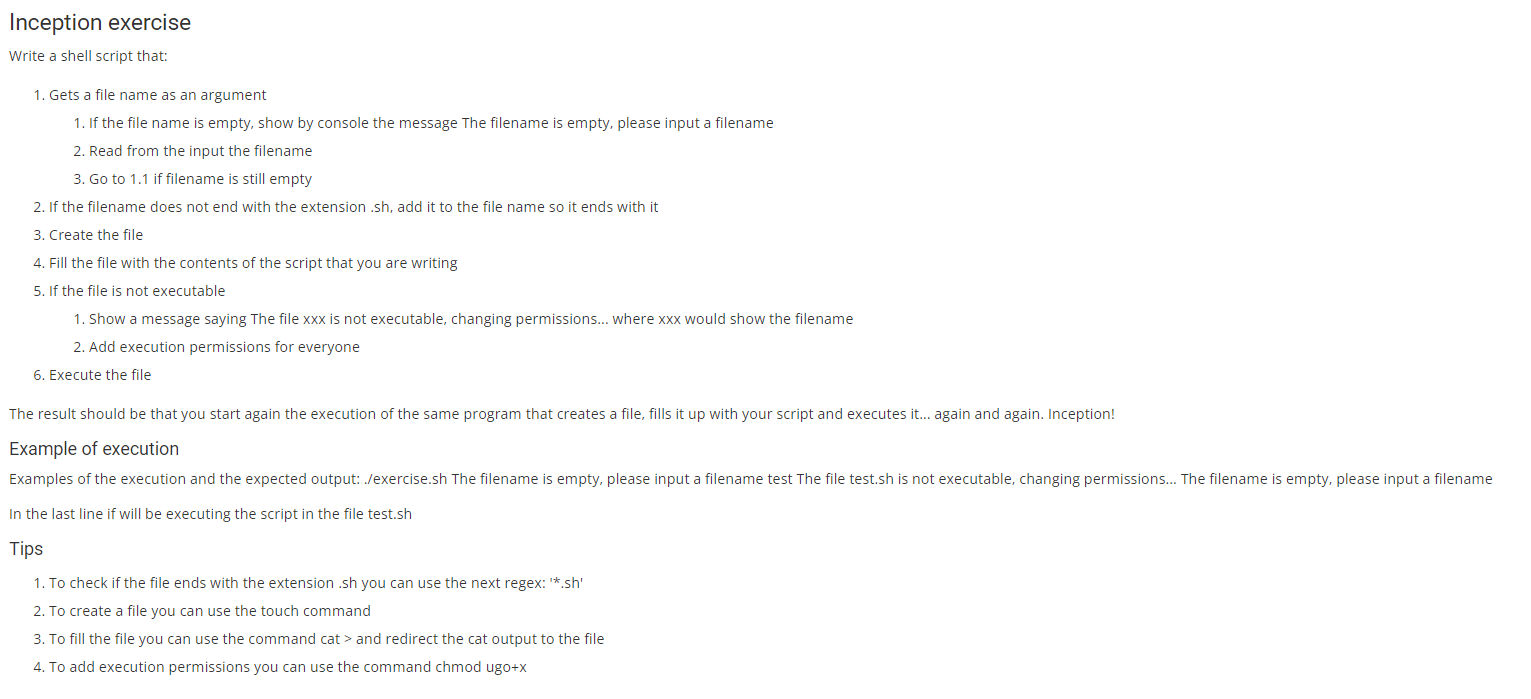 Inception exercise
Write a shell script that:
1. Gets a file name as an argument
1. If the file name is empty, show by console the message The filename is empty, please input a filename
2. Read from the input the filename
3. Go to 1.1 if filename is still empty
2. If the filename does not end with the extension .sh, add it to the file name so it ends with it
3. Create the file
4. Fill the file with the contents of the script that you are writing
5. If the file is not executable
1. Show a message saying The file xxx is not executable, changing permissions... where xxx would show the filename
2. Add execution permissions for everyone
6. Execute the file
The result should be that you start again the execution of the same program that creates a file, fills it up with your script and executes it... again and again. Inception!
Example of execution
Examples of the execution and the expected output: ./exercise.sh The filename is empty, please input a filename test The file test.sh is not executable, changing permissions... The filename is empty, please input a filename
In the last line if will be executing the script in the file test.sh
Tips
1. To check if the file ends with the extension .sh you can use the next regex: '*.sh'
2. To create a file you can use the touch command
3. To fill the file you can use the command cat > and redirect the cat output to the file
4. To add execution permissions you can use the command chmod ugo+x